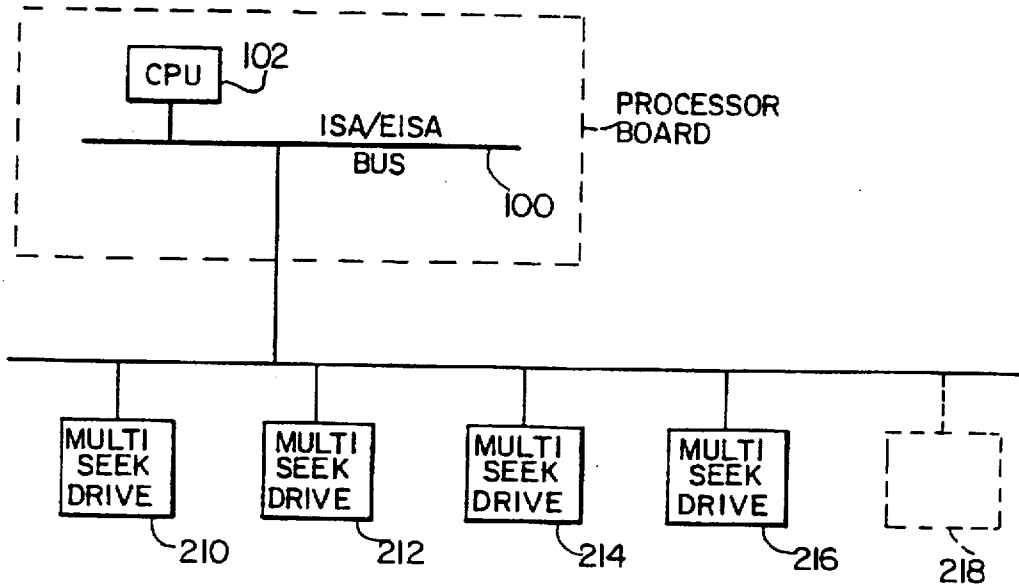 CPU
102
ISA/EISA
BUS
100
PROCESSOR
BOARD
MULTI
SEEK
DRIVE
210
MULTI
SEEK
DRIVE
212
MULTI
SEEK
DRIVE
214
MULTI
SEEK
DRIVE
216
218